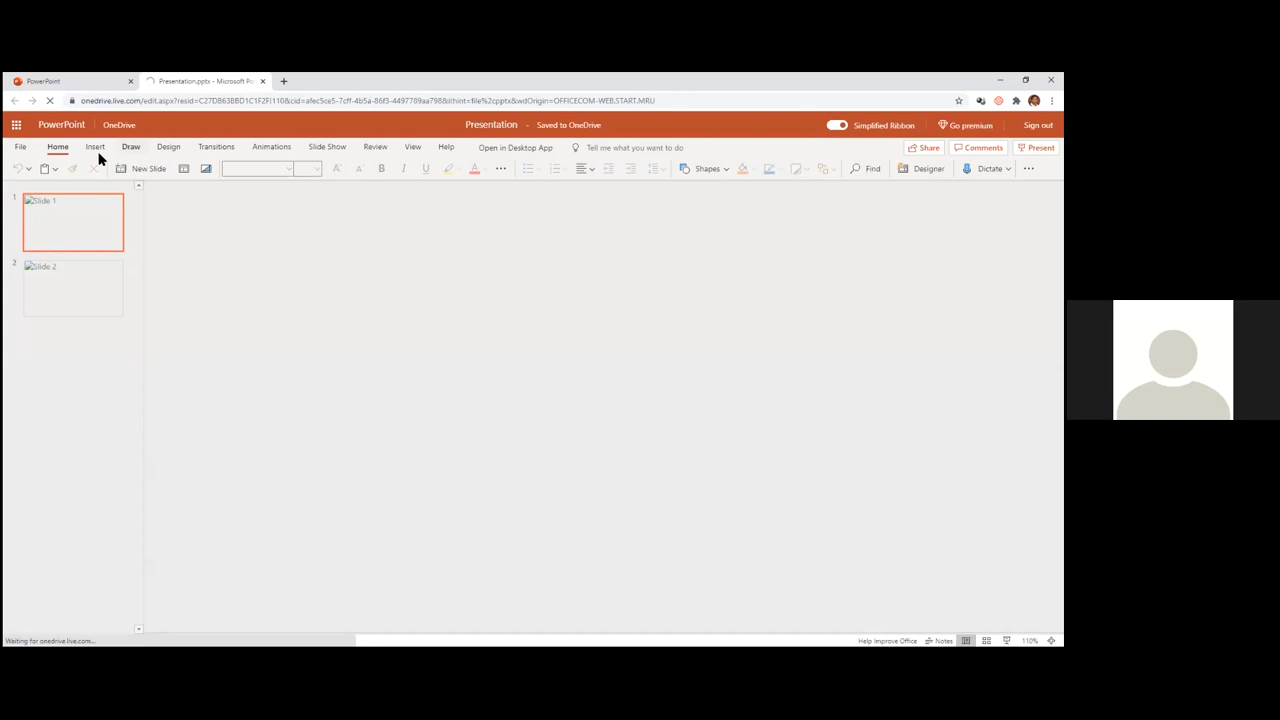 PowerPoint
Presentation.pptx - Microsoft Po
onedrive.live.com/edit.aspx?resid=C27DB63BBD1C1F2F!110&cid=afec5ce5-7cff-4b5a-86f3-4497789aa798&ithint=file%2cpptx&wdOrigin=OFFICECOM-WEB.START.MRU
PowerPoint OneDrive Presentation - Saved to OneDrive Simplified Ribbon Go premium Sign out
File Home Insert Draw Design Transitions Animations Slide Show Review View Help Open in Desktop App Tell me what you want to do Share Comments Present
New Slide B I U A Shapes Find Designer Dictate
1 Slide 1
2 Slide 2
Waiting for onedrive.live.com... Help Improve Office Notes 110%